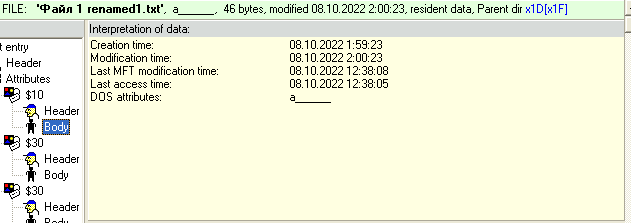 FILE: "Файл 1 renamed1.txt", a______, 46 bytes, modified 08.10.2022 2:00:23, resident data, Parent dir x1D[x1F]
Interpretation of data:
t entry
Header
Attributes
$10
Header
Body
$30
Header
Body
$30
Header
Body
Creation time: 08.10.2022 1:59:23
Modification time: 08.10.2022 2:00:23
Last MFT modification time: 08.10.2022 12:38:08
Last access time: 08.10.2022 12:38:05
DOS attributes: a______